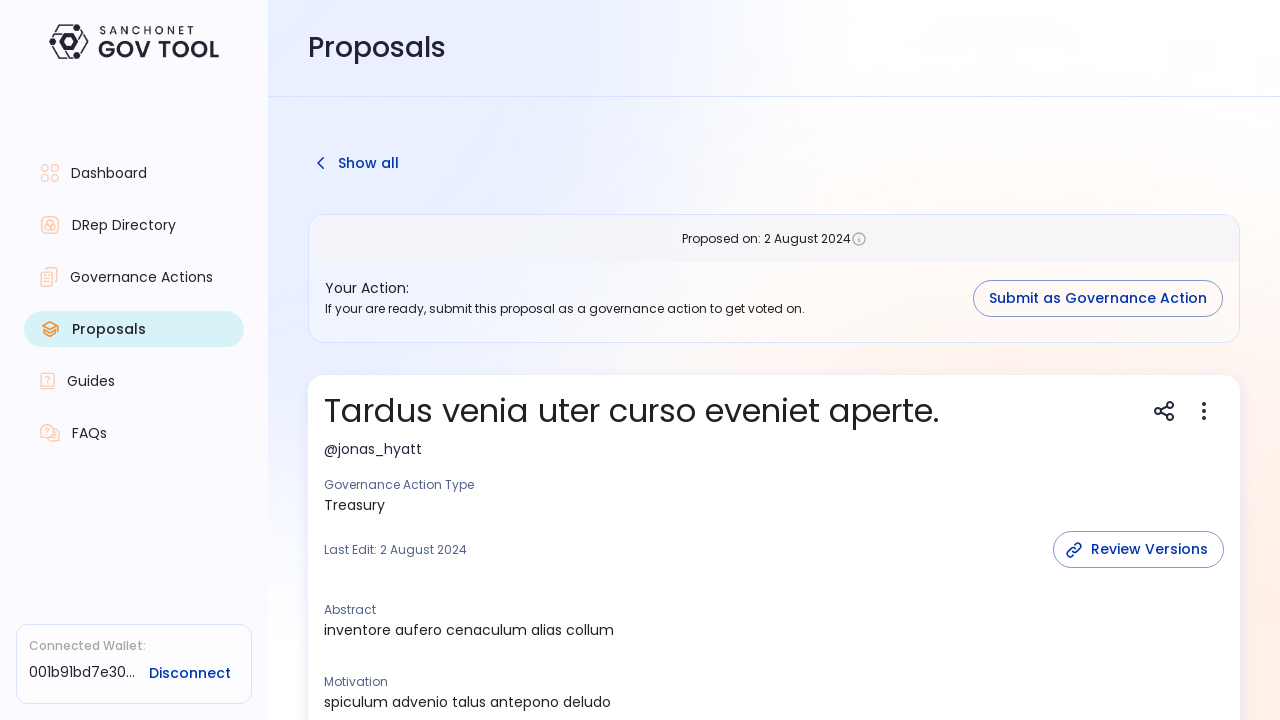 SANCHONET
GOV TOOL
Dashboard
DRep Directory
Governance Actions
Proposals
Guides
FAQs
Connected Wallet:
001b91bd7e30...
Disconnect
Proposals
Show all
Proposed on: 2 August 2024
Your Action:
If your are ready, submit this proposal as a governance action to get voted on.
Submit as Governance Action
Tardus venia uter curso eveniet aperte.
@jonas_hyatt
Governance Action Type
Treasury
Last Edit: 2 August 2024
Review Versions
Abstract
inventore aufero cenaculum alias collum
Motivation
spiculum advenio talus antepono deludo